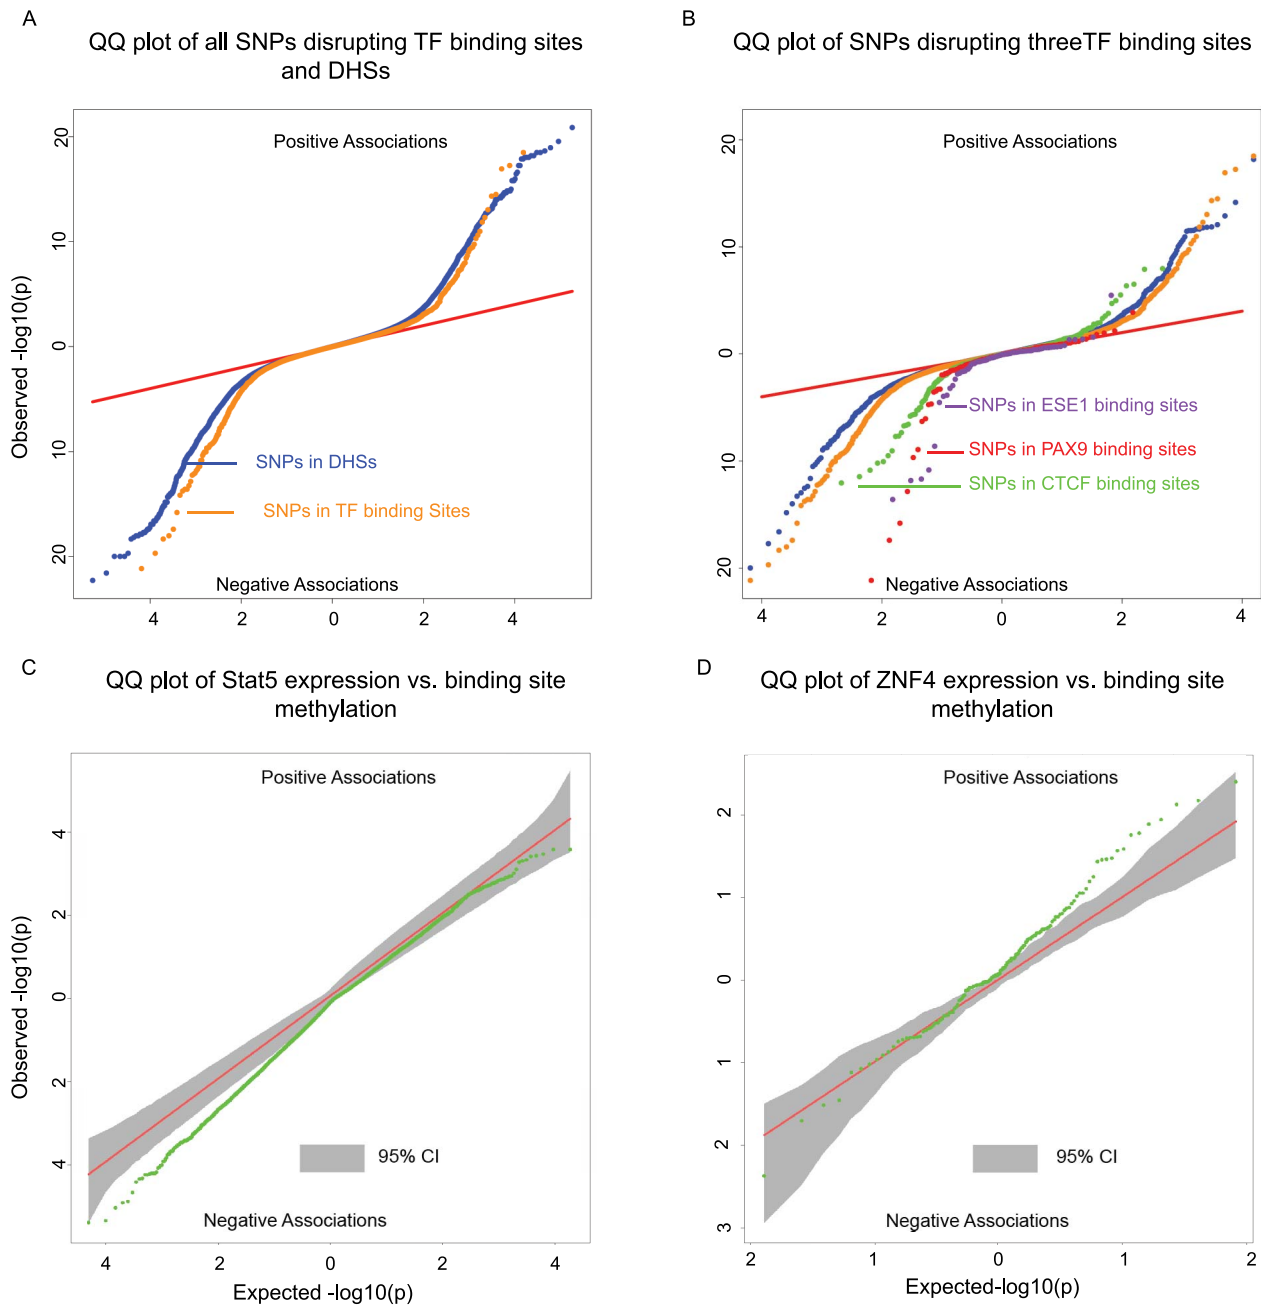 A
QQ plot of all SNPs disrupting TF binding sites
and DHSs
Positive Associations
20
10
0
10
20
Observed -log10(p)
SNPs in DHSs
SNPs in TF binding Sites
Negative Associations
4 2 0 2 4
B
QQ plot of SNPs disrupting threeTF binding sites
Positive Associations
20
10
0
10
20
SNPs in ESE1 binding sites
SNPs in PAX9 binding sites
SNPs in CTCF binding sites
Negative Associations
4 2 0 2 4
C
QQ plot of Stat5 expression vs. binding site
methylation
Positive Associations
4
2
0
2
4
Observed -log10(p)
95% CI
Negative Associations
4 2 0 2 4
Expected -log10(p)
D
QQ plot of ZNF4 expression vs. binding site
methylation
Positive Associations
2
1
0
1
2
3
95% CI
Negative Associations
2 1 0 1 2
Expected-log10(p)